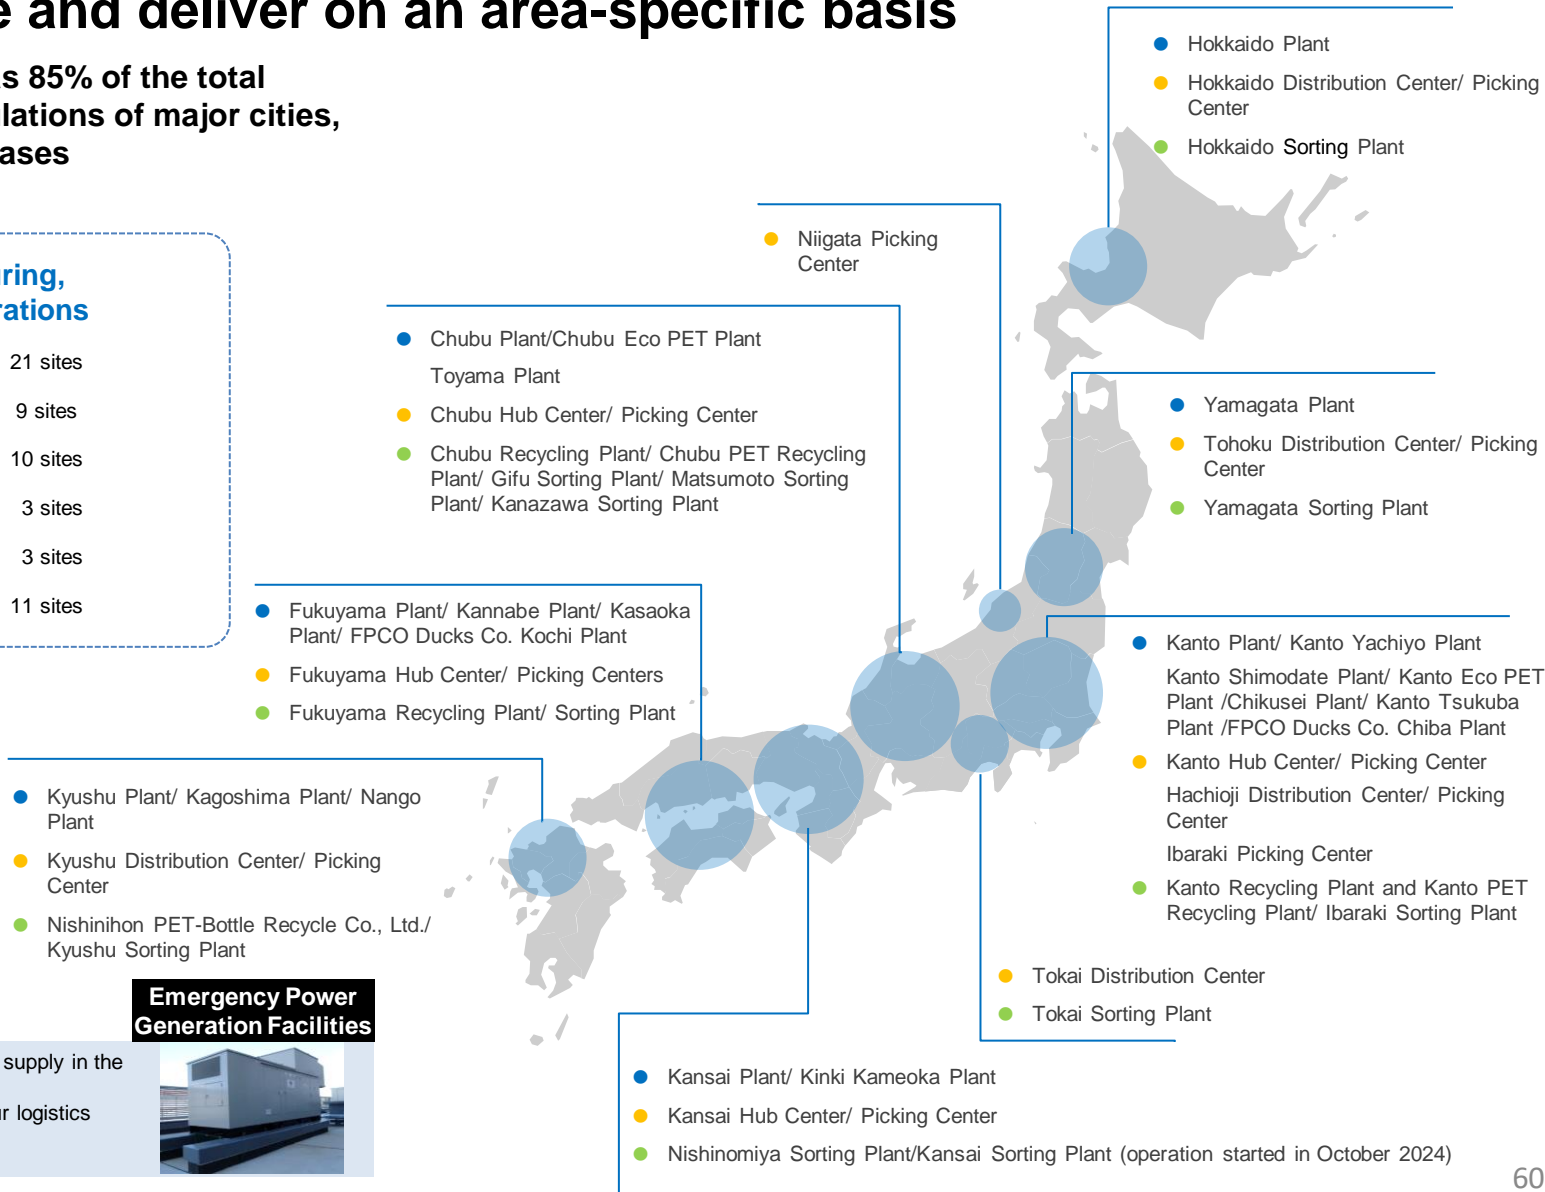 e and deliver on an area-specific basis
s 85% of the total
lations of major cities,
ases
ring,
rations
21 sites
9 sites
10 sites
3 sites
3 sites
11 sites
Hokkaido Plant
Hokkaido Distribution Center/ Picking
Center
Hokkaido Sorting Plant
Niigata Picking
Center
Chubu Plant/Chubu Eco PET Plant
Toyama Plant
Chubu Hub Center/ Picking Center
Chubu Recycling Plant/ Chubu PET Recycling
Plant/ Gifu Sorting Plant/ Matsumoto Sorting
Plant/ Kanazawa Sorting Plant
Yamagata Plant
Tohoku Distribution Center/ Picking
Center
Yamagata Sorting Plant
Fukuyama Plant/ Kannabe Plant/ Kasaoka
Plant/ FPCO Ducks Co. Kochi Plant
Fukuyama Hub Center/ Picking Centers
Fukuyama Recycling Plant/ Sorting Plant
Kanto Plant/ Kanto Yachiyo Plant
Kanto Shimodate Plant/ Kanto Eco PET
Plant /Chikusei Plant/ Kanto Tsukuba
Plant /FPCO Ducks Co. Chiba Plant
Kanto Hub Center/ Picking Center
Hachioji Distribution Center/ Picking
Center
Ibaraki Picking Center
Kanto Recycling Plant and Kanto PET
Recycling Plant/ Ibaraki Sorting Plant
Kyushu Plant/ Kagoshima Plant/ Nango
Plant
Kyushu Distribution Center/ Picking
Center
Nishinihon PET-Bottle Recycle Co., Ltd./
Kyushu Sorting Plant
Tokai Distribution Center
Tokai Sorting Plant
Emergency Power
Generation Facilities
supply in the
r logistics
Kansai Plant/ Kinki Kameoka Plant
Kansai Hub Center/ Picking Center
Nishinomiya Sorting Plant/Kansai Sorting Plant (operation started in October 2024)
60